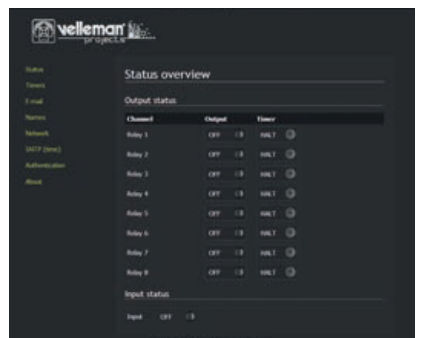 velleman
projects
Status
Timers
E-mail
Names
Network
SNTP (time)
Authentication
About
Status overview
Output status
Channel Output Timer
Relay 1 OFF HALT
Relay 2 OFF HALT
Relay 3 OFF HALT
Relay 4 OFF HALT
Relay 5 OFF HALT
Relay 6 OFF HALT
Relay 7 OFF HALT
Relay 8 OFF HALT
Input status
Input OFF